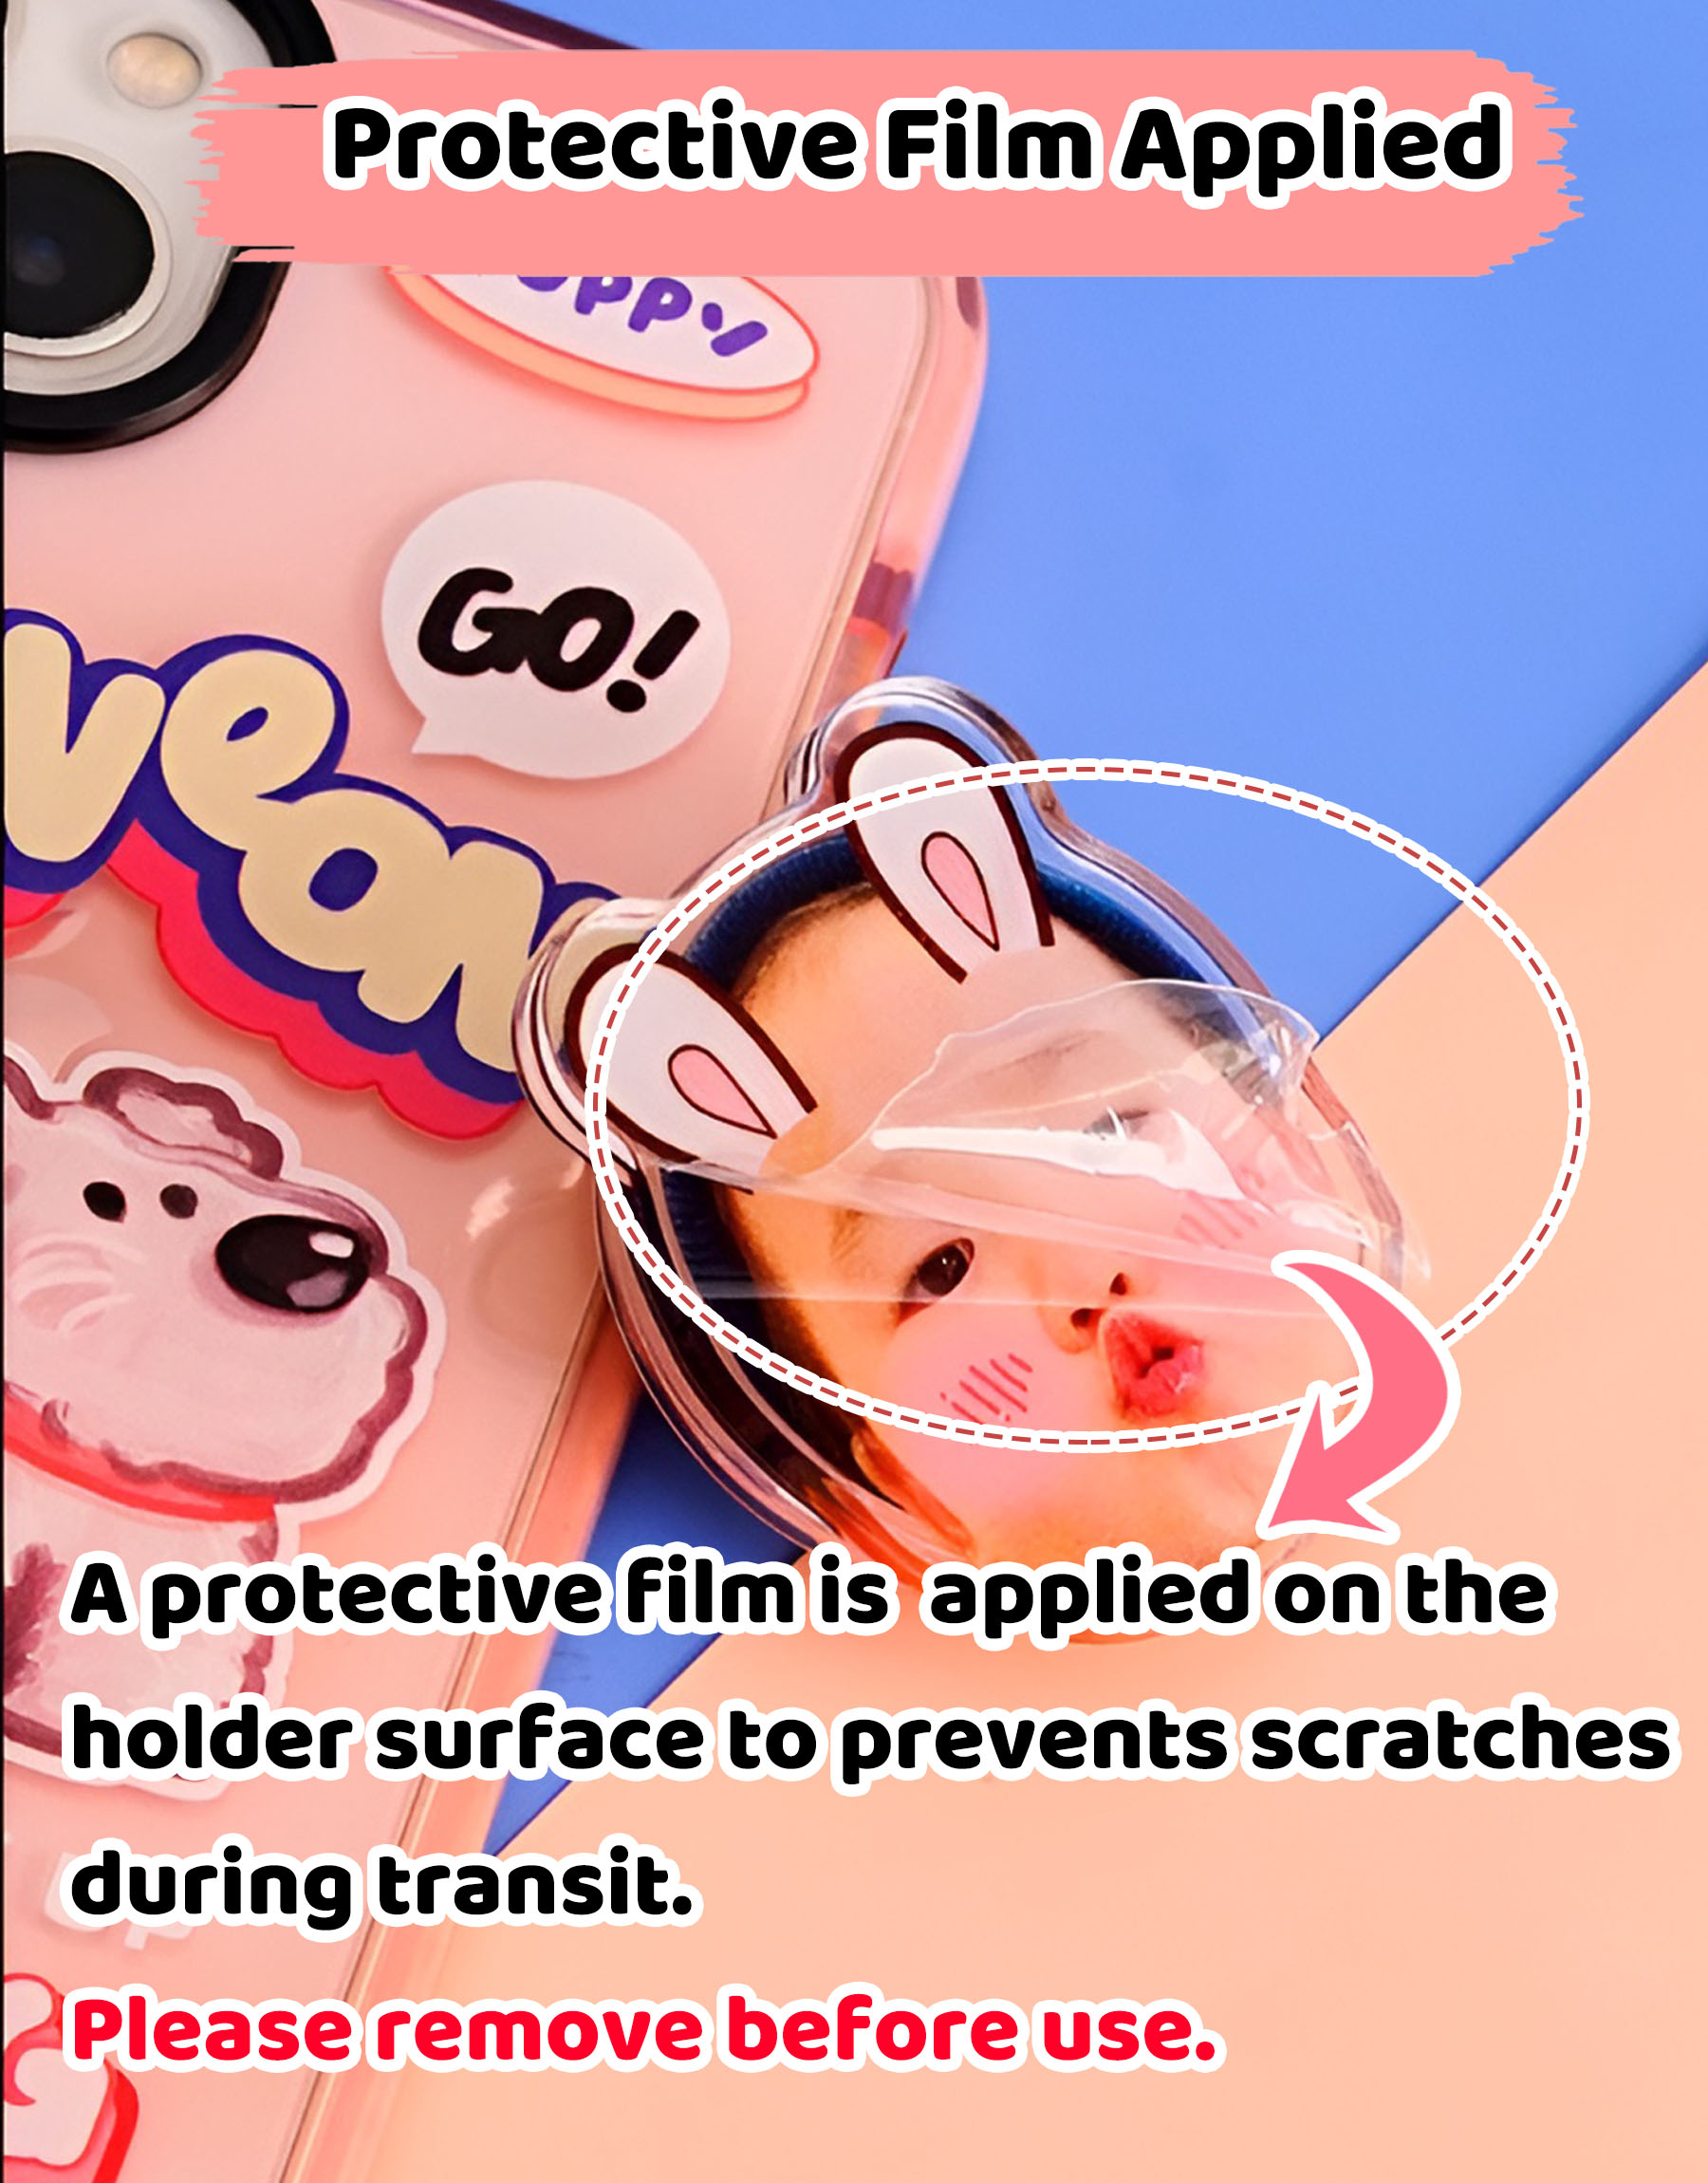 Protective Film Applied
GO!
A protective film is applied on the
holder surface to prevents scratches
during transit.
Please remove before use.